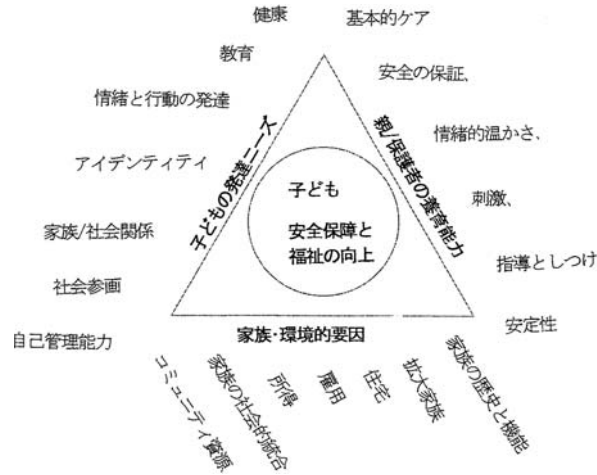 健康
教育
情緒と行動の発達
アイデンティティ
家族/社会関係
社会参画
自己管理能力
子どもの発達ニーズ
基本的ケア
安全の保証、
情緒的温かさ、
刺激、
指導としつけ
安定性
親/保護者の養育能力
子ども
安全保障と
福祉の向上
家族・環境的要因
コミュニティ資源
家族の社会的統合
所得
雇用
住宅
拡大家族
家族の歴史と機能